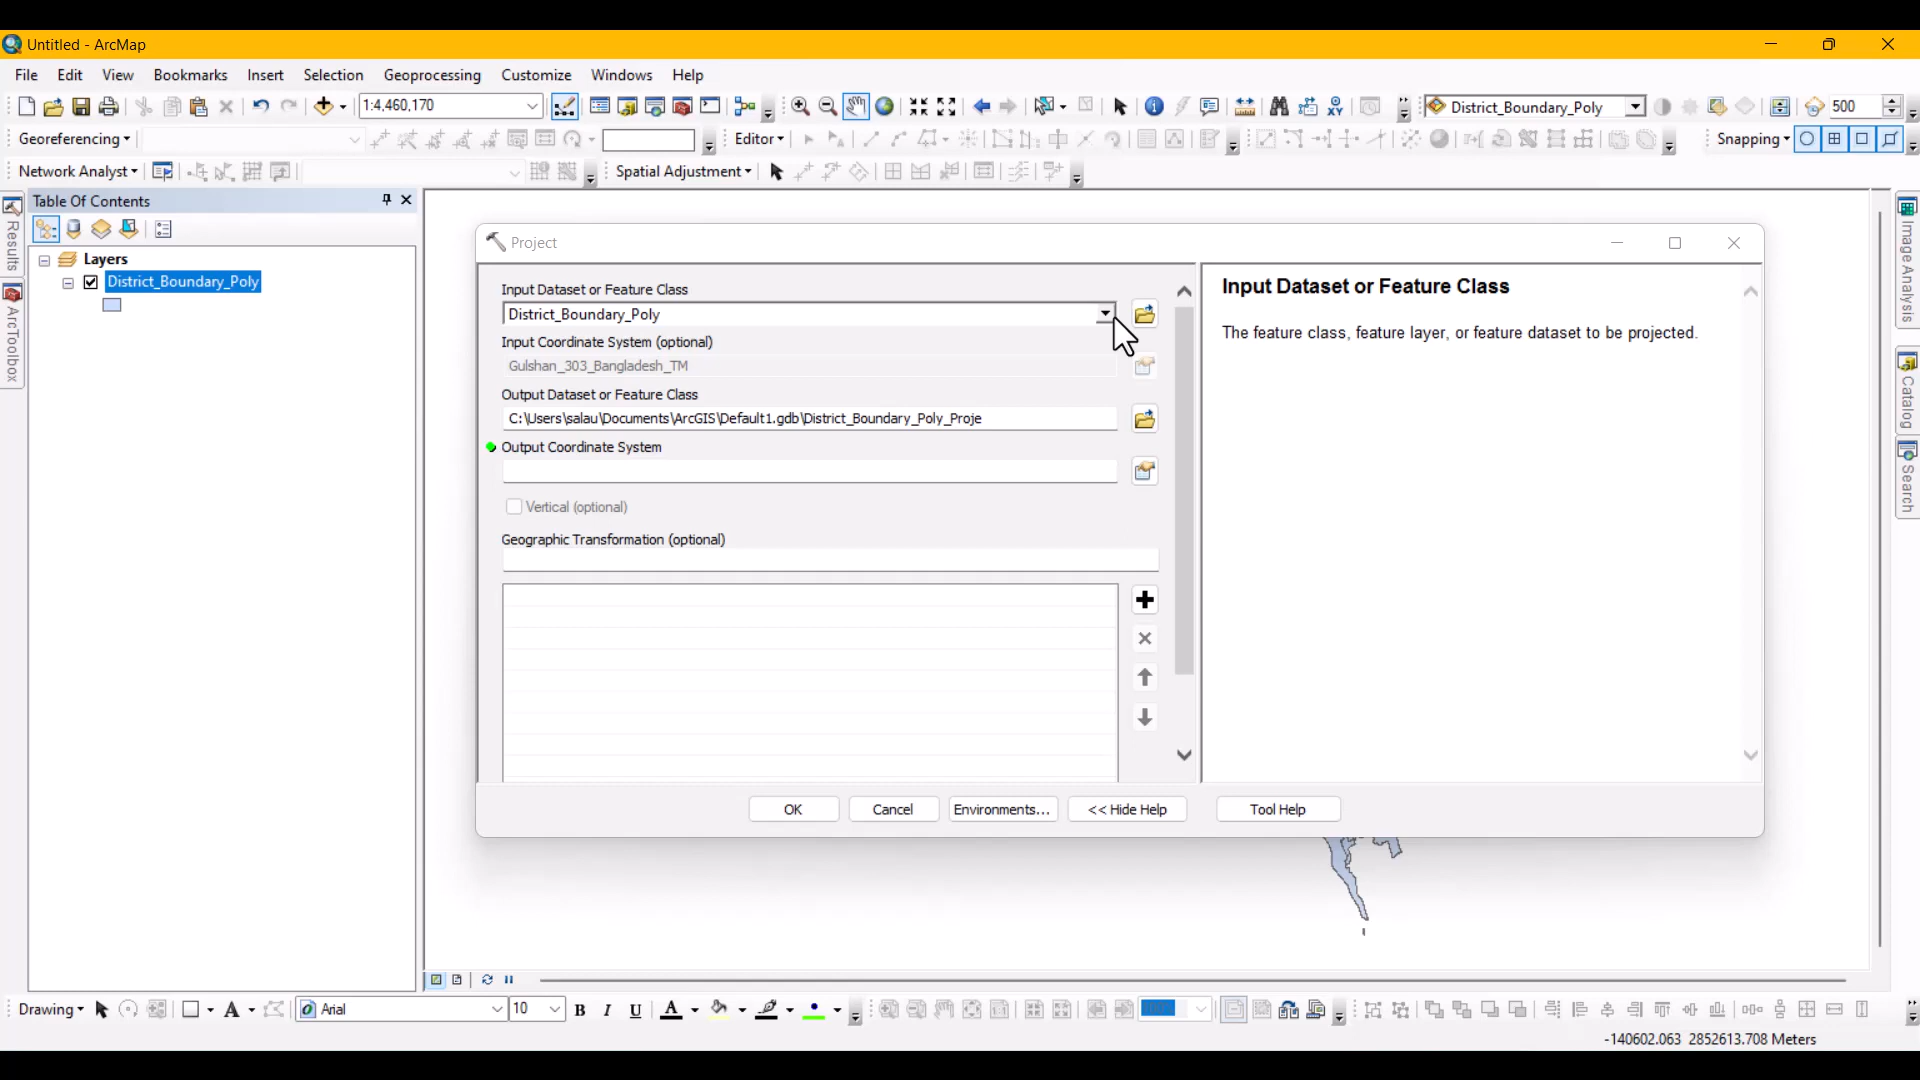 Untitled - ArcMap
File Edit View Bookmarks Insert Selection Geoprocessing Customize Windows Help
1:4,460,170 District_Boundary_Poly 500
Georeferencing Editor Snapping
Network Analyst Spatial Adjustment
Table Of Contents
Results
ArcToolbox
Layers
District_Boundary_Poly
Project
Input Dataset or Feature Class
District_Boundary_Poly
Input Coordinate System (optional)
Gulshan_303_Bangladesh_TM
Output Dataset or Feature Class
C:\Users\salau\Documents\ArcGIS\Default1.gdb\District_Boundary_Poly_Proje
Output Coordinate System
Vertical (optional)
Geographic Transformation (optional)
OK Cancel Environments... << Hide Help Tool Help
Input Dataset or Feature Class
The feature class, feature layer, or feature dataset to be projected.
Image Analysis
Catalog
Search
Drawing A Arial 10 B I U A
-140602.063 2852613.708 Meters